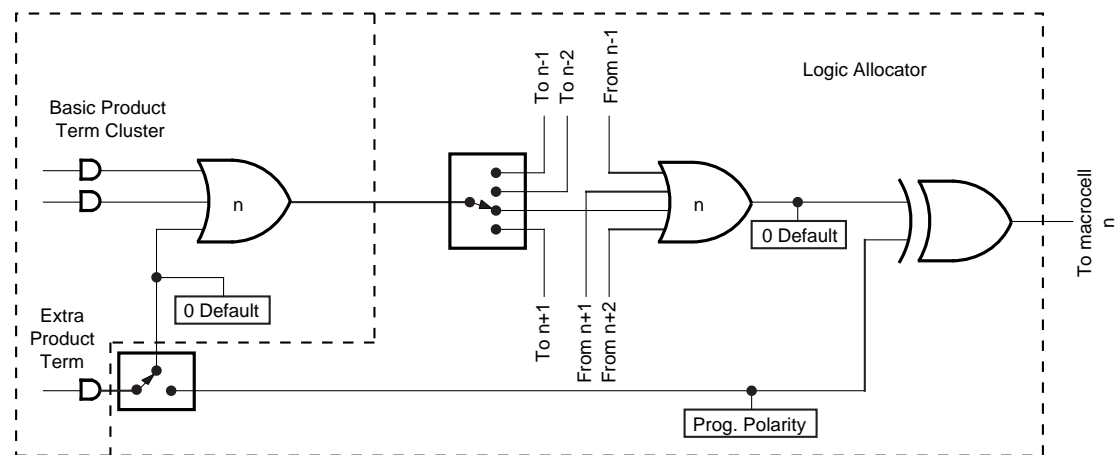 Basic Product
Term Cluster
n
0 Default
Extra
Product
Term
To n-1
To n-2
From n-1
Logic Allocator
n
0 Default
To n+1
From n+1
From n+2
Prog. Polarity
To macrocell
n